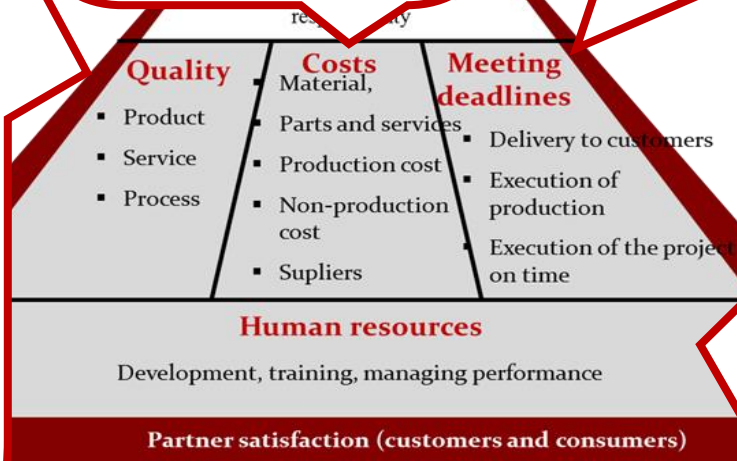 Quality
▪ Product
▪ Service
▪ Process
Costs
▪ Material,
▪ Parts and services
▪ Production cost
▪ Non-production
cost
▪ Supliers
Meeting
deadlines
▪ Delivery to customers
▪ Execution of
production
▪ Execution of the project
on time
Human resources
Development, training, managing performance
Partner satisfaction (customers and consumers)